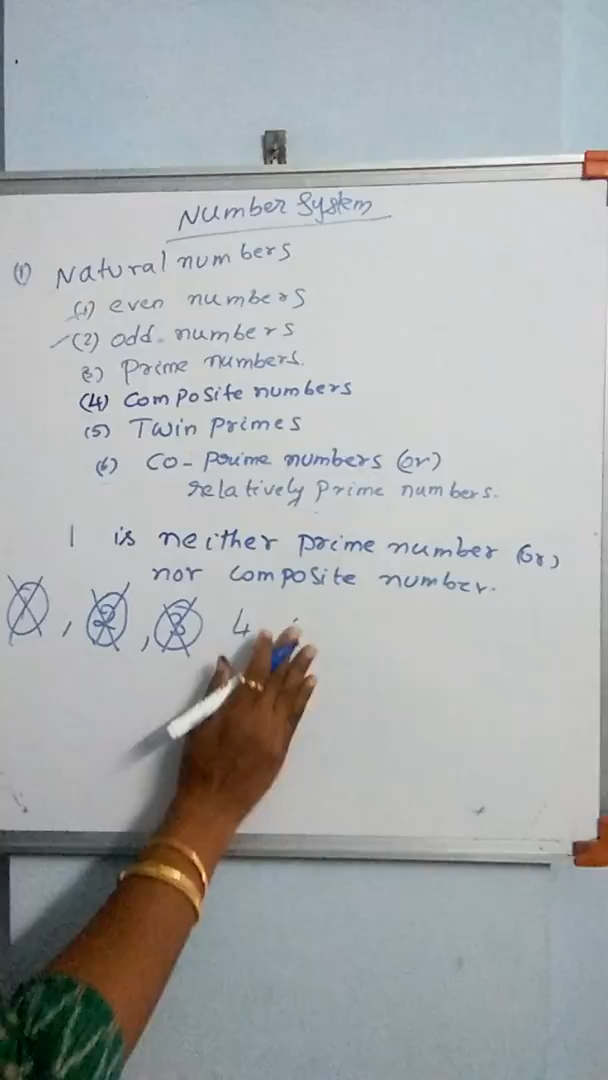 Number System
(1) Natural numbers
(1) even numbers
(2) odd numbers
(3) Prime numbers.
(4) Composite numbers
(5) Twin primes
(6) Co-prime numbers (or)
relatively prime numbers.
1 is neither prime number (or)
nor composite number.
1, 2, 3 4